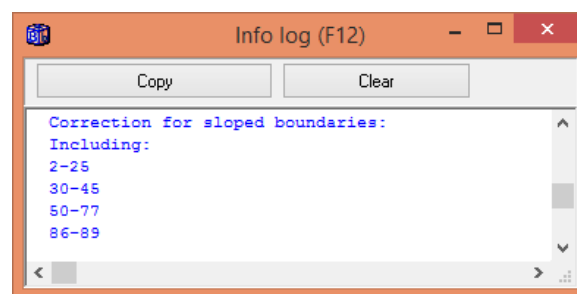 Info log (F12)
Copy
Clear
Correction for sloped boundaries:
Including:
2-25
30-45
50-77
86-89